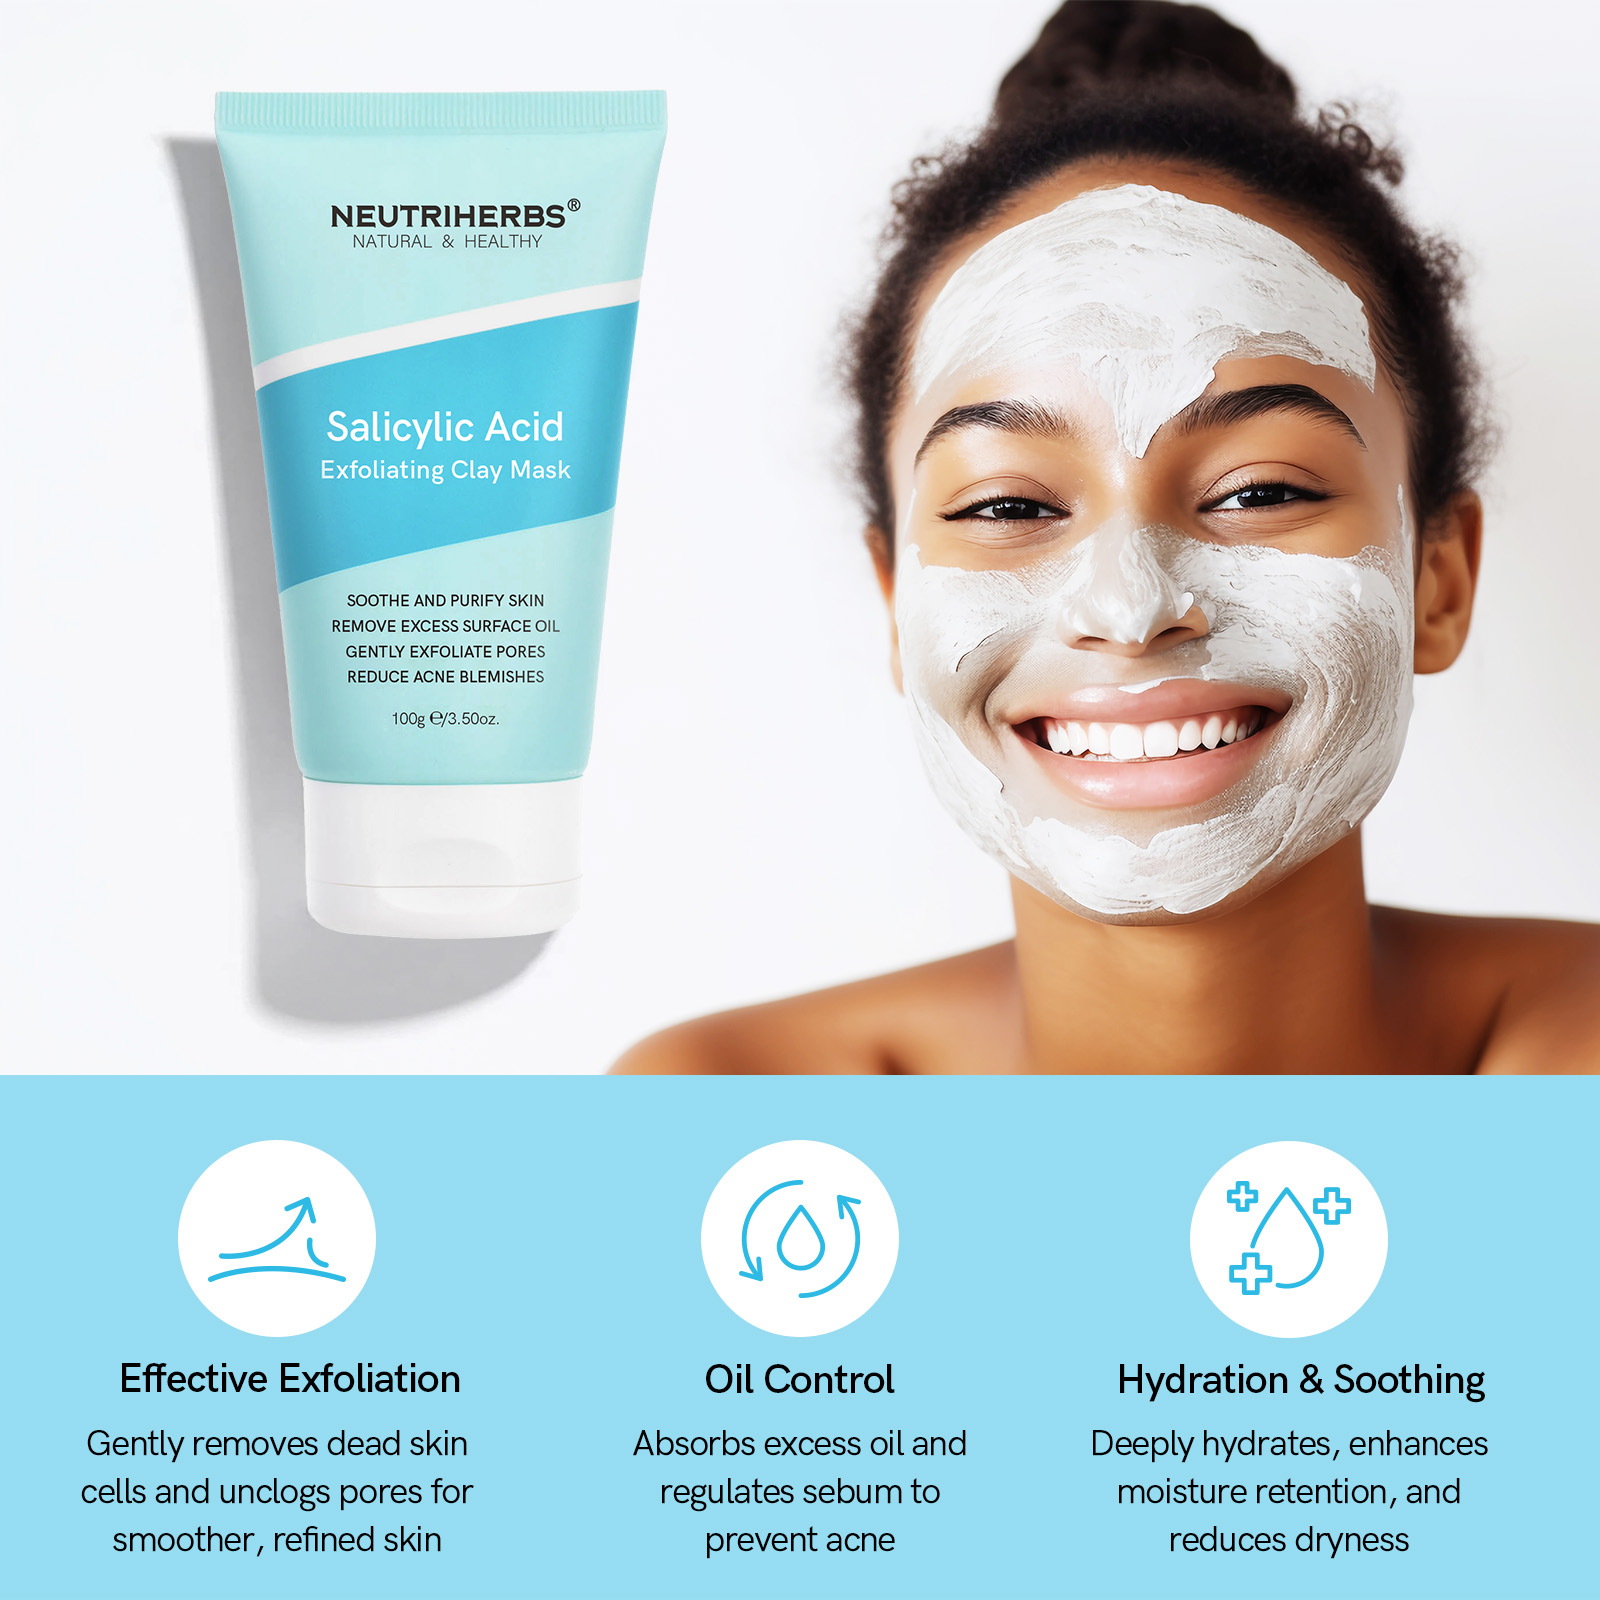 NEUTRIHERBS®
NATURAL & HEALTHY
Salicylic Acid
Exfoliating Clay Mask
SOOTHE AND PURIFY SKIN
REMOVE EXCESS SURFACE OIL
GENTLY EXFOLIATE PORES
REDUCE ACNE BLEMISHES
100g ℮/3.50oz.
Effective Exfoliation
Gently removes dead skin
cells and unclogs pores for
smoother, refined skin
Oil Control
Absorbs excess oil and
regulates sebum to
prevent acne
Hydration & Soothing
Deeply hydrates, enhances
moisture retention, and
reduces dryness